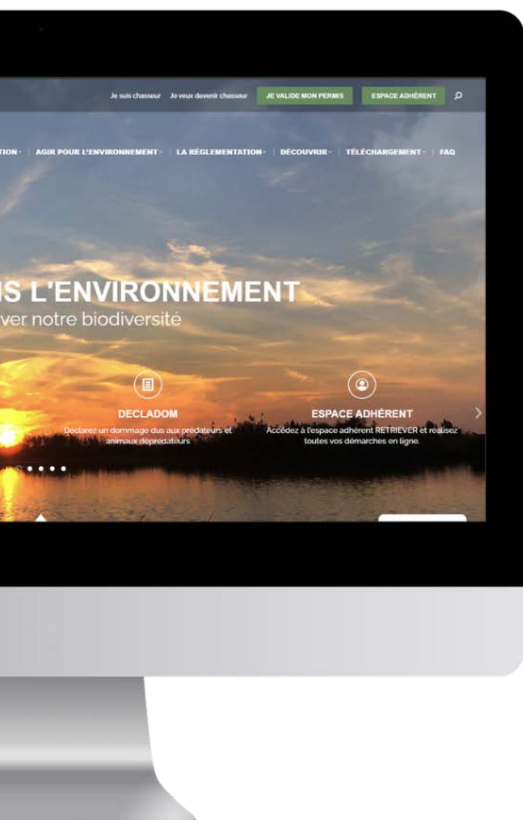 Je suis chasseur Je veux devenir chasseur JE VALIDE MON PERMIS ESPACE ADHÉRENT
TION AGIR POUR L'ENVIRONNEMENT LA RÉGLEMENTATION DÉCOUVRIR TÉLÉCHARGEMENT FAQ
S L'ENVIRONNEMENT
ver notre biodiversité
DECLADOM
Déclarez un dommage dus aux prédateurs et
animaux déprédateurs
ESPACE ADHÉRENT
Accédez à l'espace adhérent RETRIEVER et réalisez
toutes vos démarches en ligne.